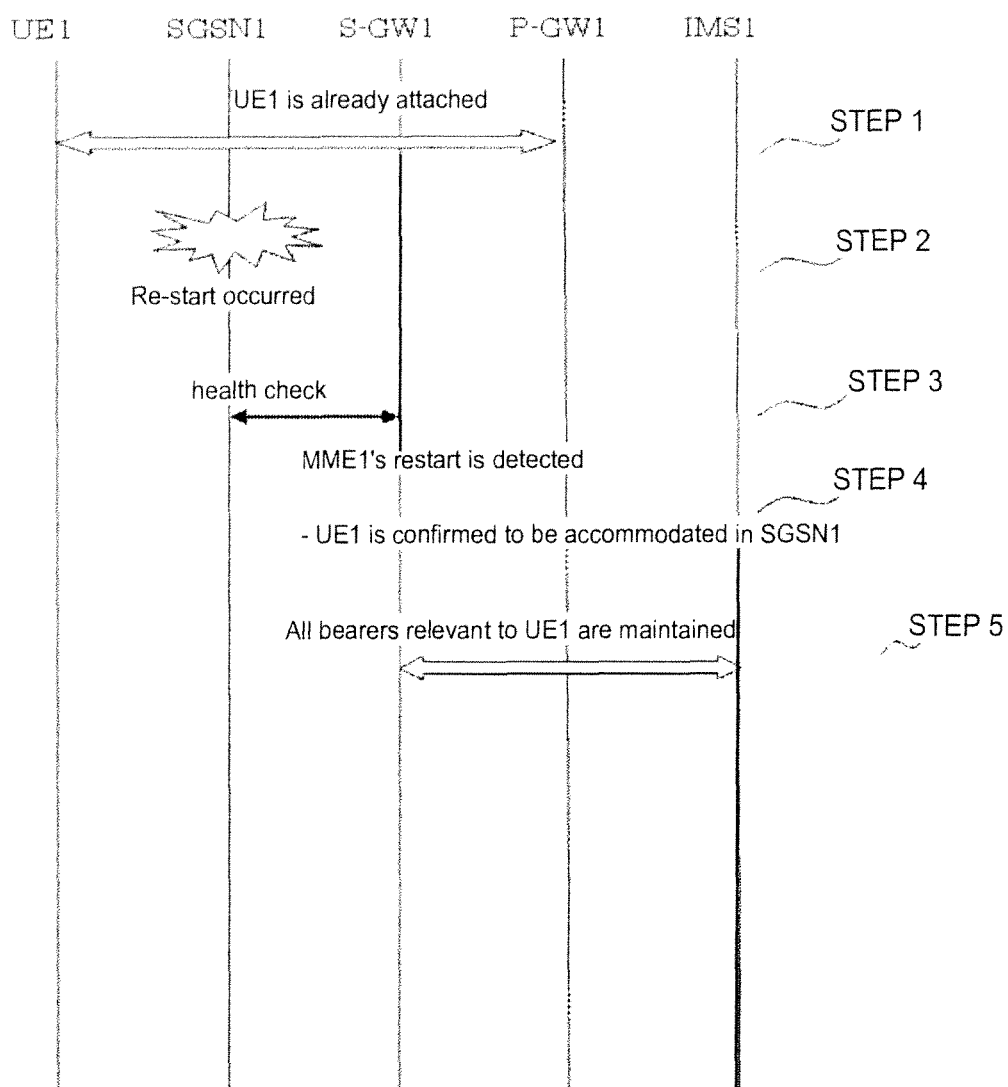 UE1 SGSN1 S-GW1 P-GW1 IMS1
UE1 is already attached
STEP 1
STEP 2
Re-start occurred
STEP 3
health check
MME1's restart is detected
STEP 4
- UE1 is confirmed to be accommodated in SGSN1
All bearers relevant to UE1 are maintained
STEP 5